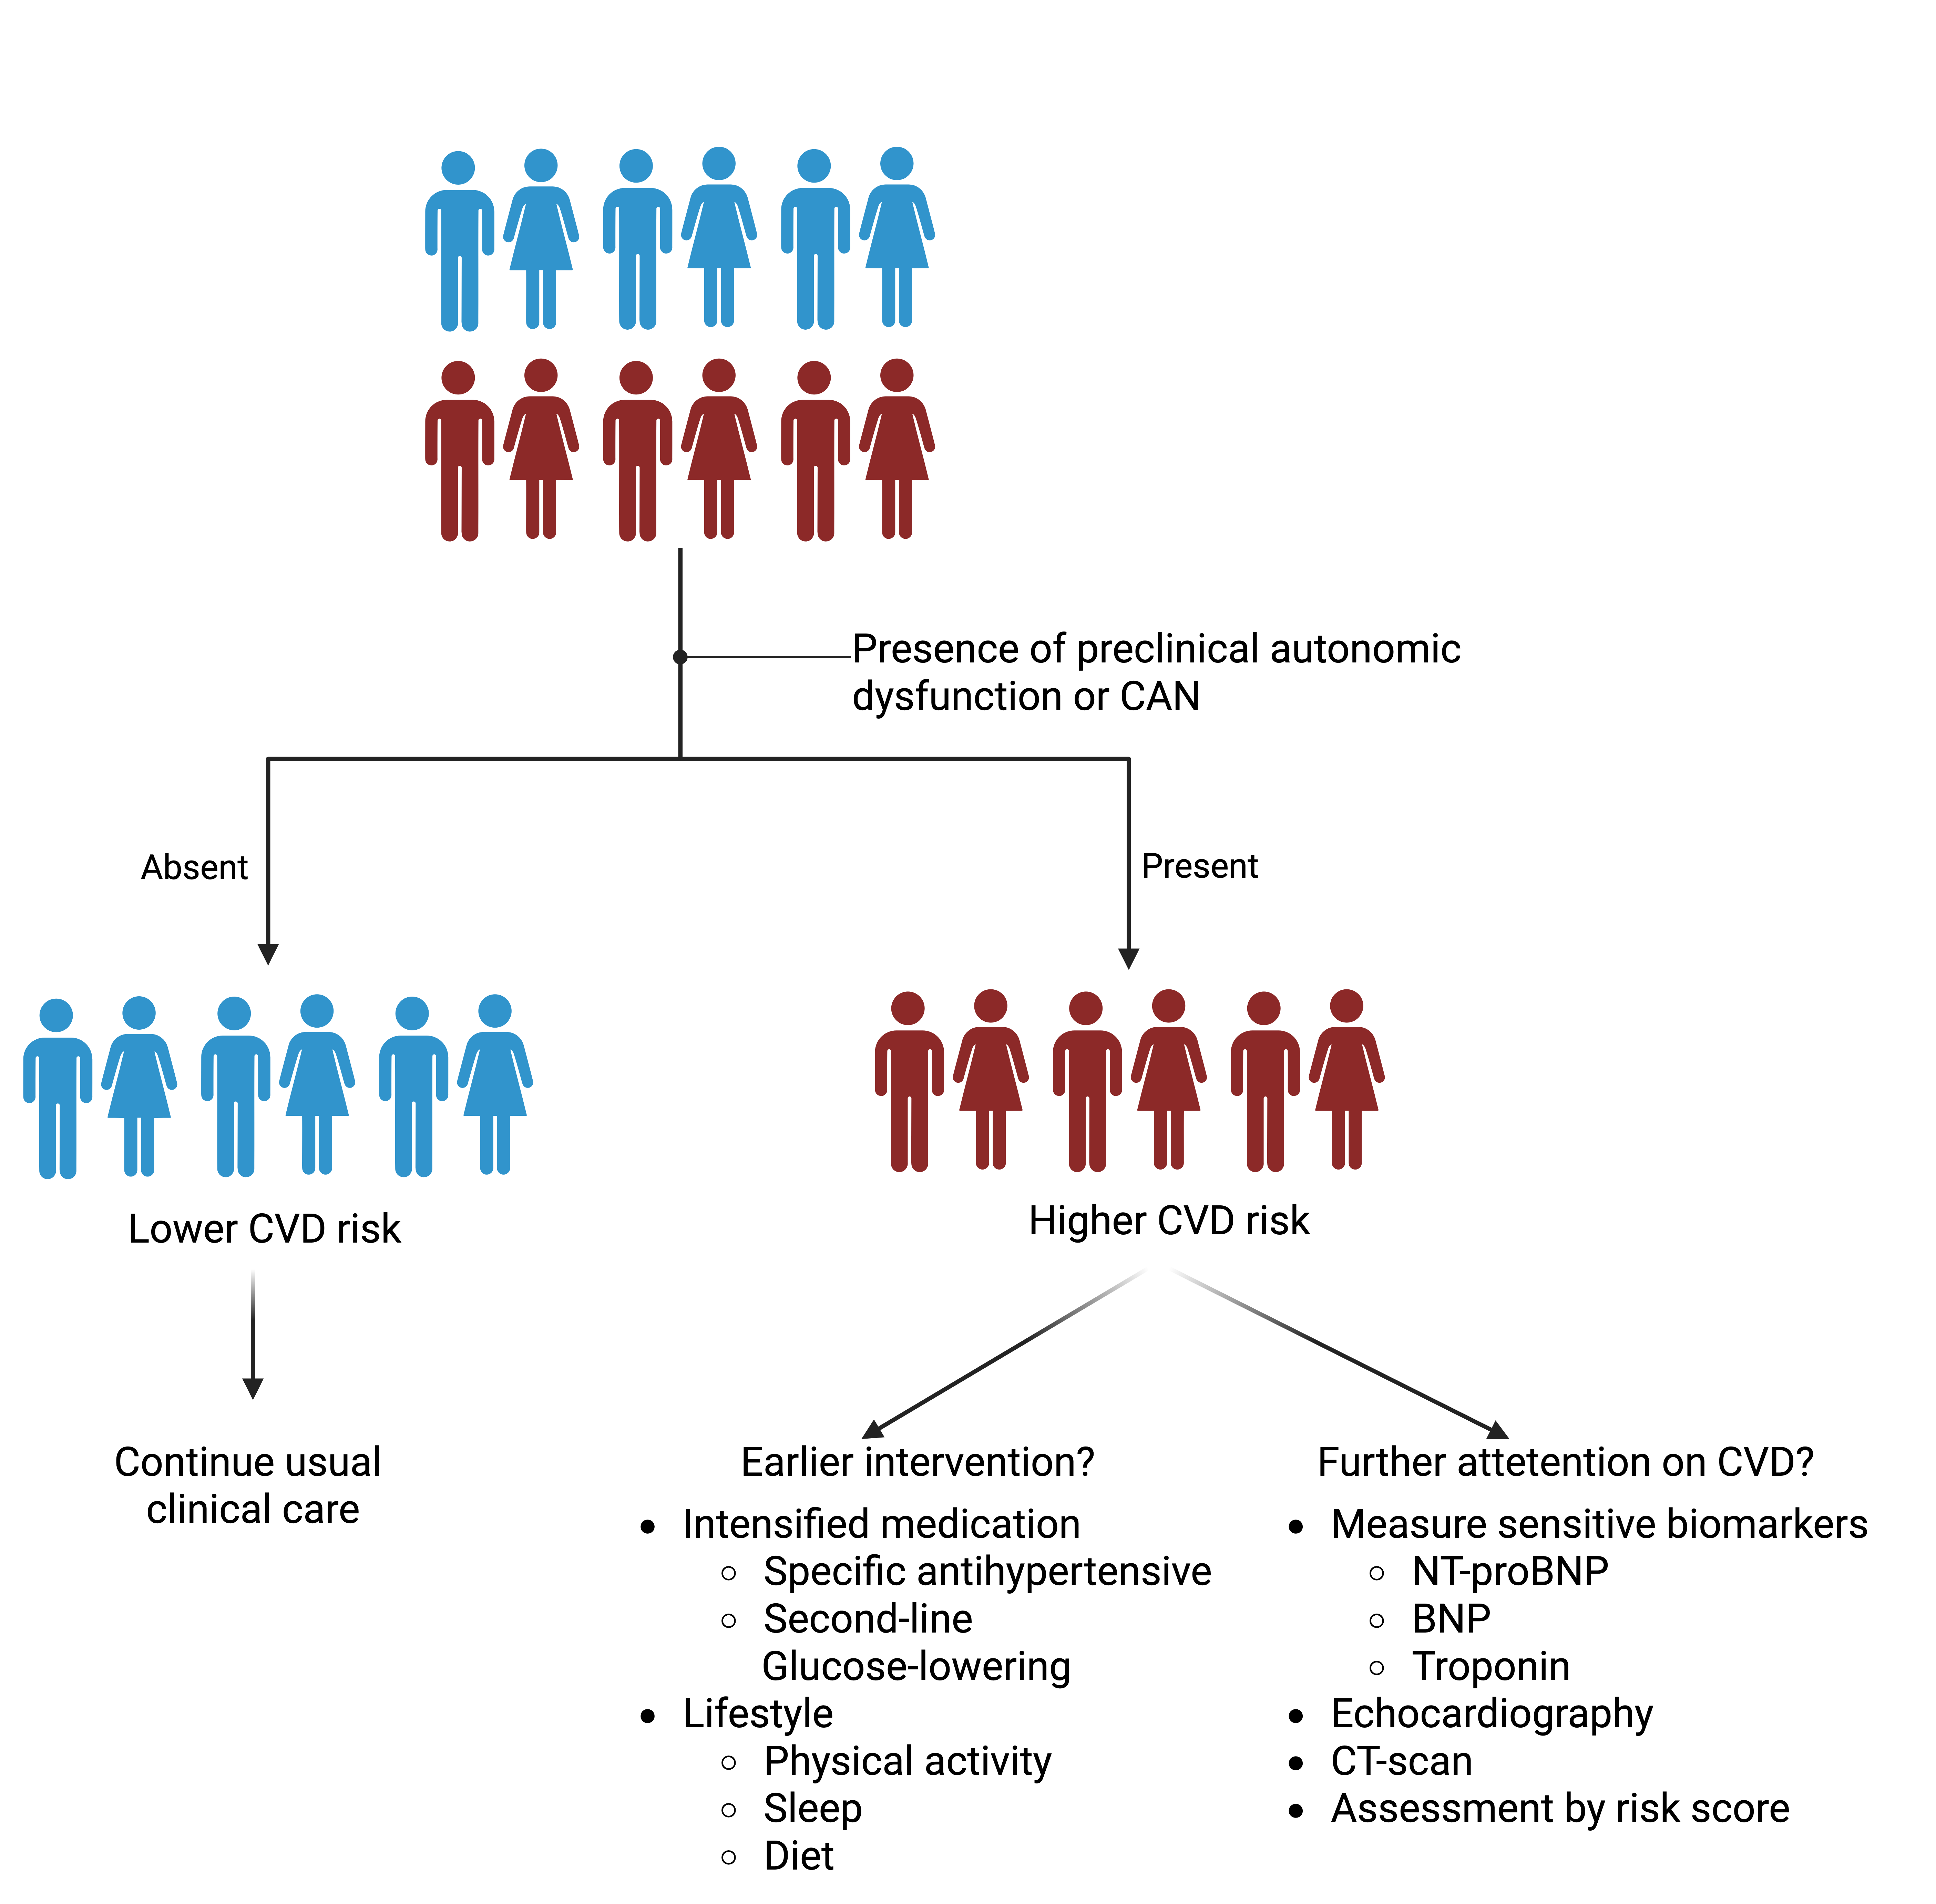 Presence of preclinical autonomic
dysfunction or CAN
Absent
Present
Lower CVD risk
Higher CVD risk
Continue usual
clinical care
Earlier intervention?
• Intensified medication
○ Specific antihypertensive
○ Second-line
Glucose-lowering
• Lifestyle
○ Physical activity
○ Sleep
○ Diet
Further attetention on CVD?
• Measure sensitive biomarkers
○ NT-proBNP
○ BNP
○ Troponin
• Echocardiography
• CT-scan
• Assessment by risk score